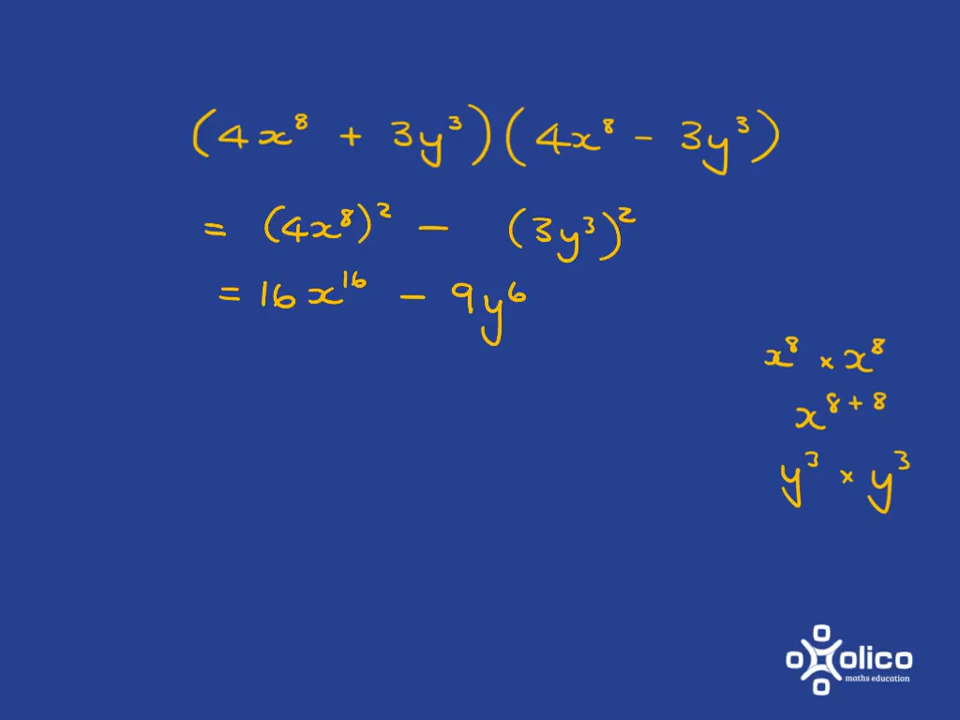 (4x⁸ + 3y³)(4x⁸ - 3y³)
= (4x⁸)² - (3y³)²
= 16x¹⁶ - 9y⁶
x⁸ × x⁸
x⁸⁺⁸
y³ × y³
olico
maths education